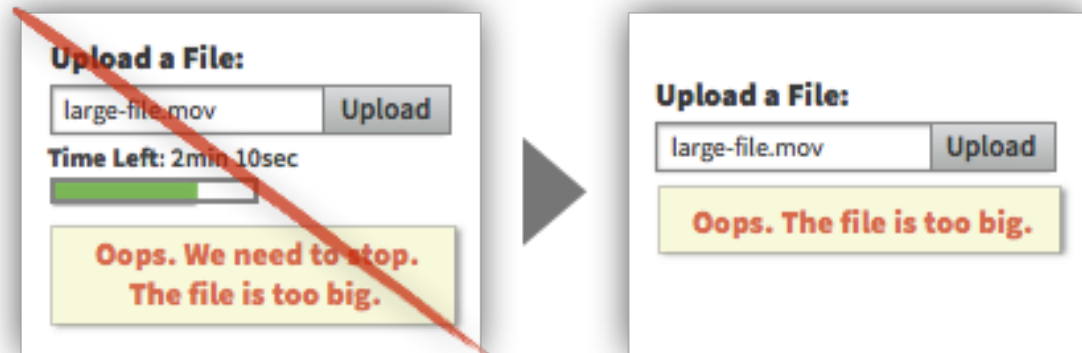 Upload a File:
large-file.mov Upload
Time Left: 2min 10sec
Oops. We need to stop.
The file is too big.
Upload a File:
large-file.mov Upload
Oops. The file is too big.